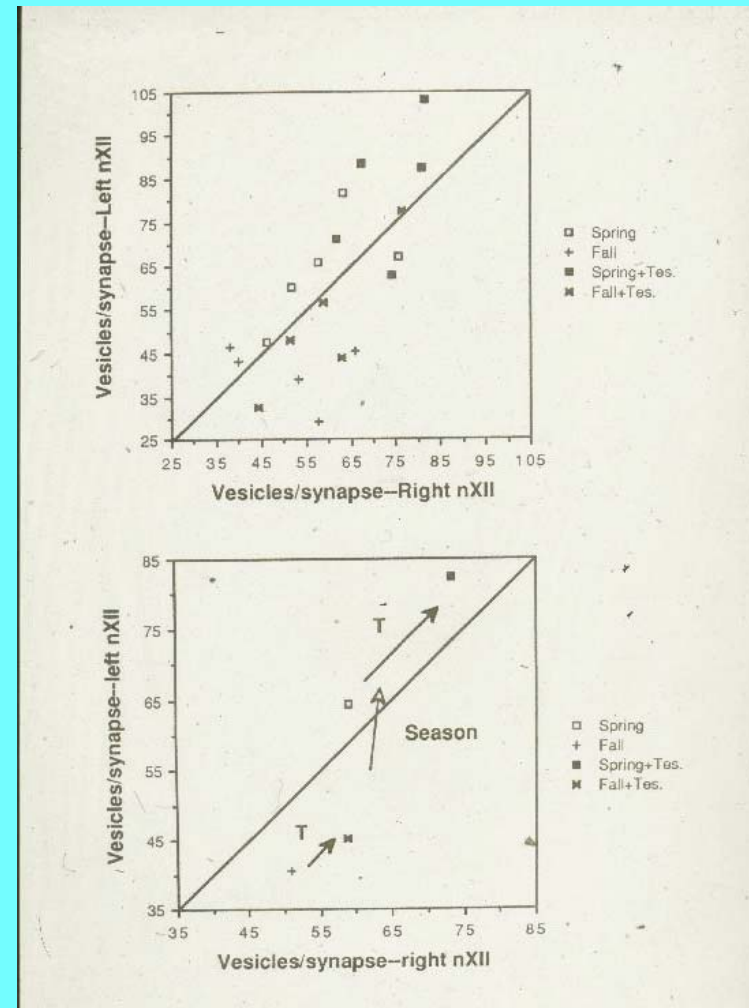 105
95
85
75
65
55
45
35
25
Vesicles/synapse--Left nXII
25 35 45 55 65 75 85 95 105
Vesicles/synapse--Right nXII
Spring
Fall
Spring+Tes.
Fall+Tes.
85
75
65
55
45
35
Vesicles/synapse--left nXII
T
Season
T
35 45 55 65 75 85
Vesicles/synapse--right nXII
Spring
Fall
Spring+Tes.
Fall+Tes.